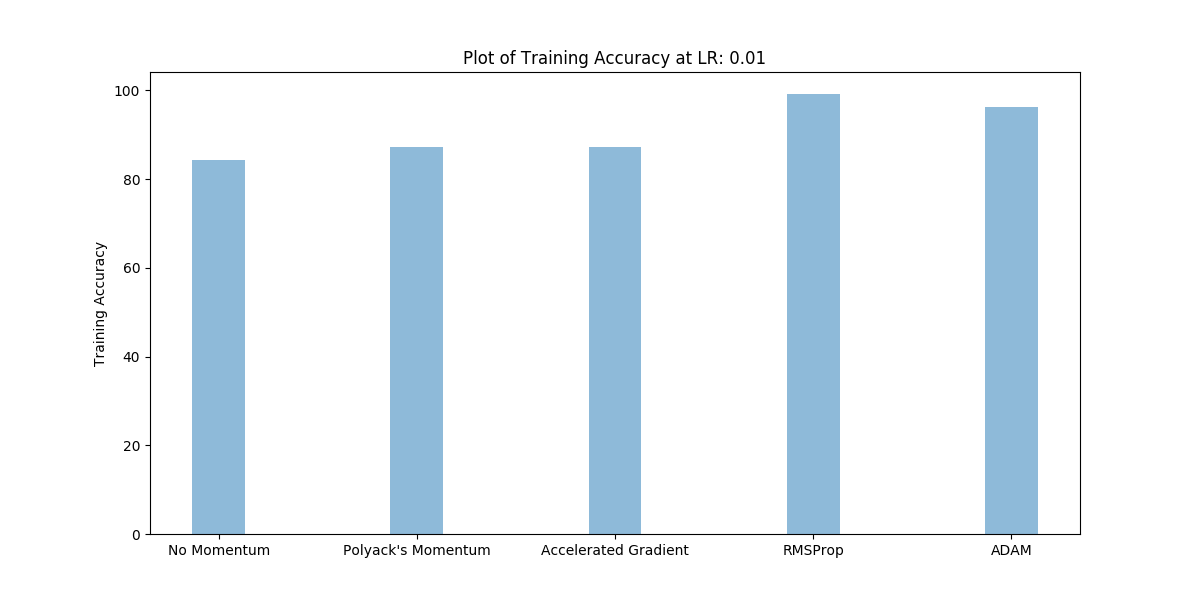 Plot of Training Accuracy at LR: 0.01
100
80
60
40
20
0
Training Accuracy
No Momentum Polyack's Momentum Accelerated Gradient RMSProp ADAM